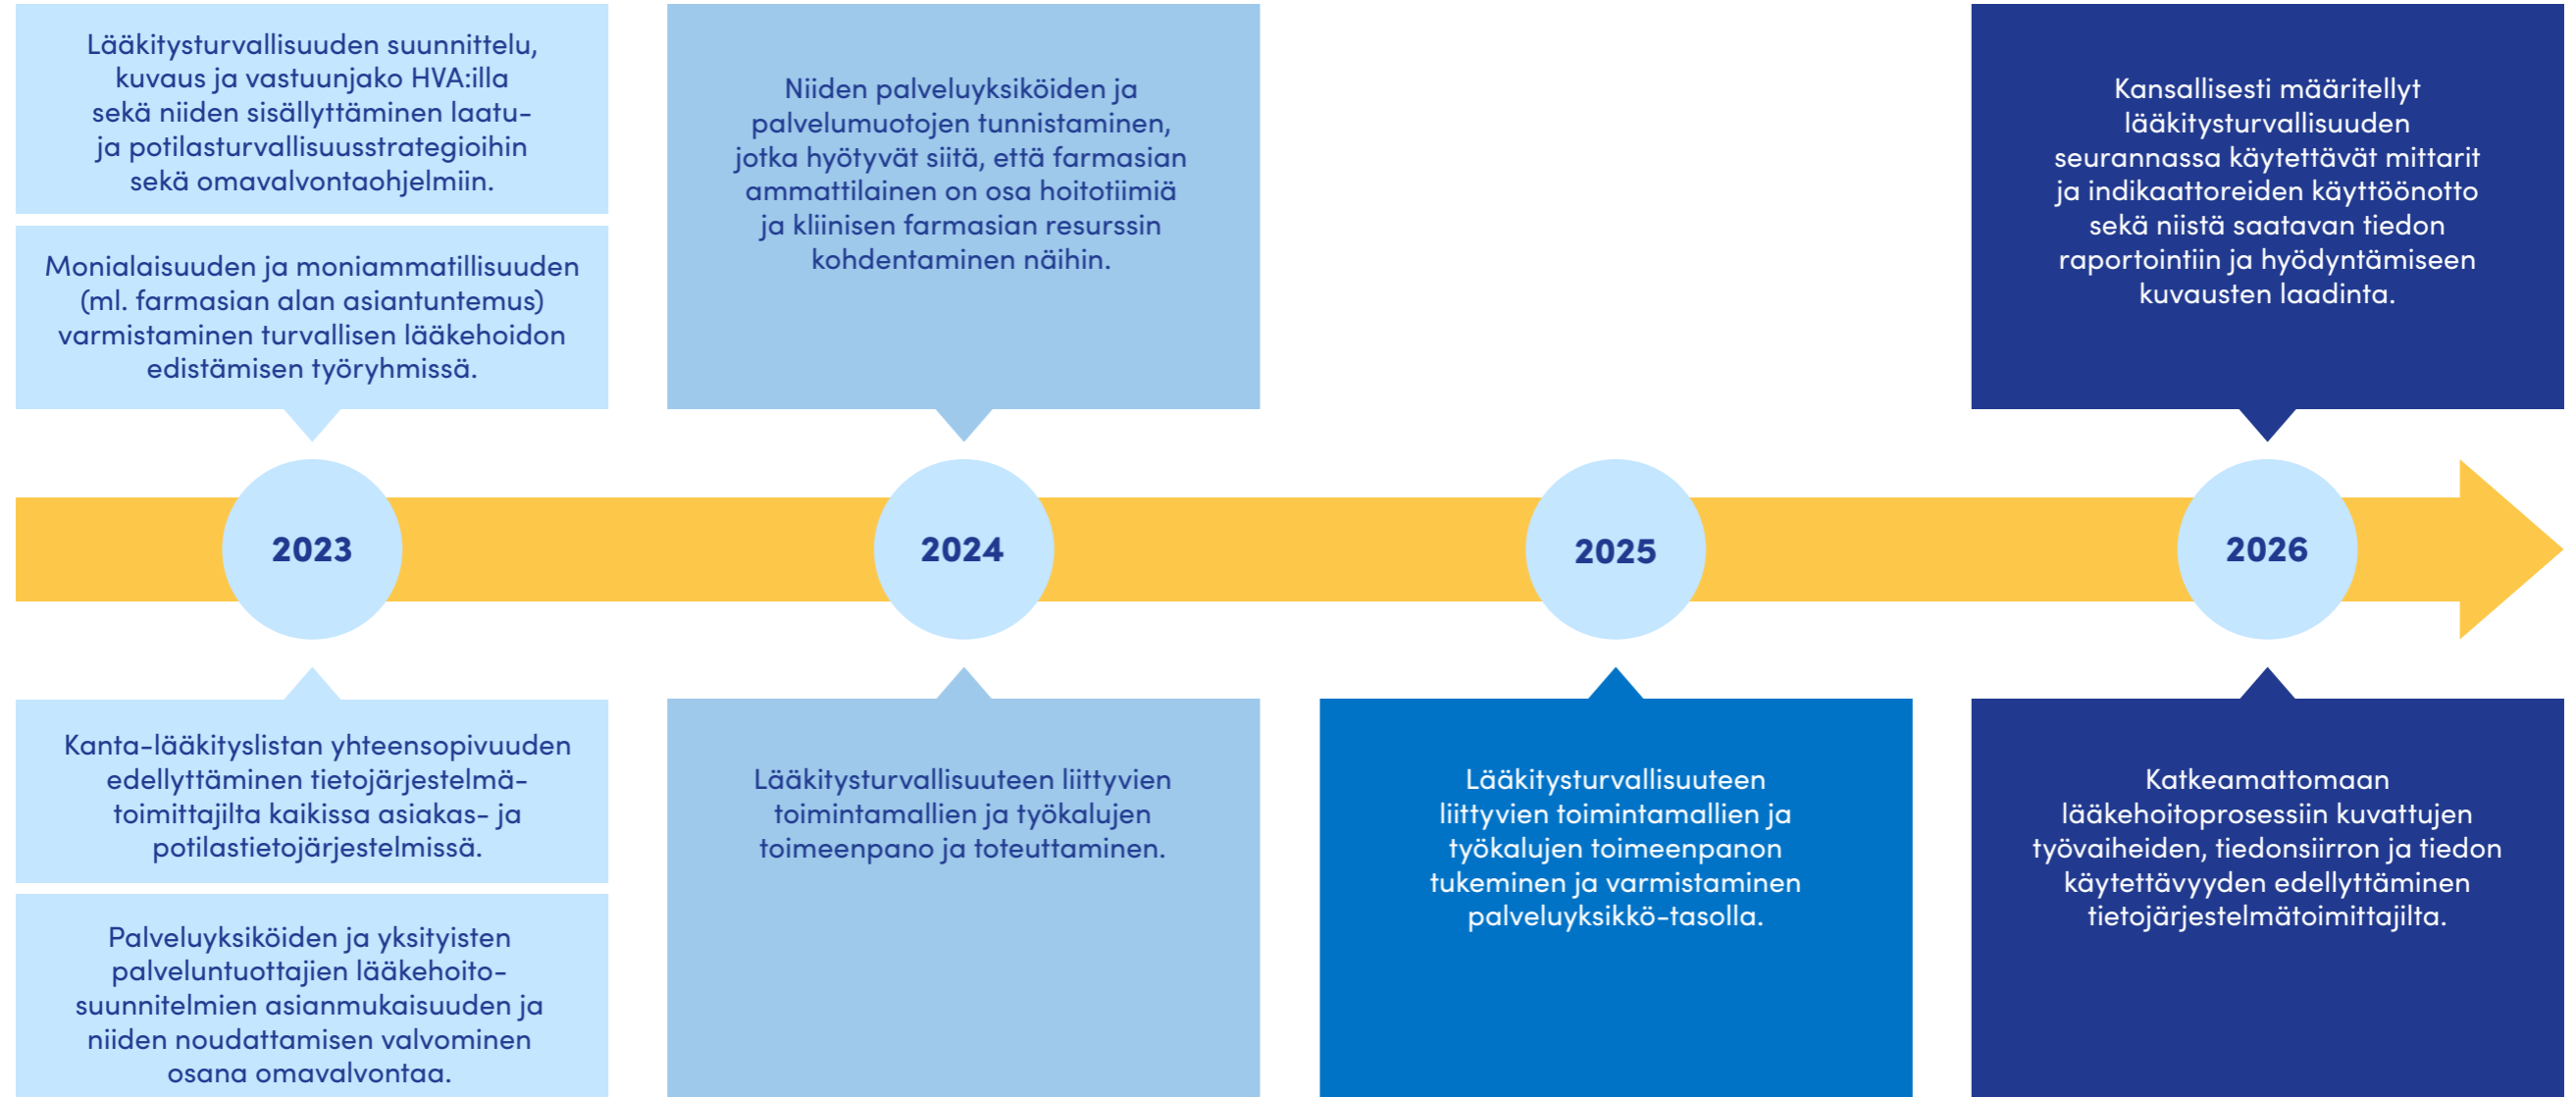 Lääkitysturvallisuuden suunnittelu,
kuvaus ja vastuunjako HVA:illa
sekä niiden sisällyttäminen laatu-
ja potilasturvallisuusstrategioihin
sekä omavalvontaohjelmiin.
Monialaisuuden ja moniammatillisuuden
(ml. farmasian alan asiantuntemus)
varmistaminen turvallisen lääkehoidon
edistämisen työryhmissä.
Niiden palveluyksiköiden ja
palvelumuotojen tunnistaminen,
jotka hyötyvät siitä, että farmasian
ammattilainen on osa hoitotiimiä
ja kliinisen farmasian resurssin
kohdentaminen näihin.
Kansallisesti määritellyt
lääkitysturvallisuuden
seurannassa käytettävät mittarit
ja indikaattoreiden käyttöönotto
sekä niistä saatavan tiedon
raportointiin ja hyödyntämiseen
kuvausten laadinta.
2023
2024
2025
2026
Kanta-lääkityslistan yhteensopivuuden
edellyttäminen tietojärjestelmä-
toimittajilta kaikissa asiakas- ja
potilastietojärjestelmissä.
Palveluyksiköiden ja yksityisten
palveluntuottajien lääkehoito-
suunnitelmien asianmukaisuuden ja
niiden noudattamisen valvominen
osana omavalvontaa.
Lääkitysturvallisuuteen liittyvien
toimintamallien ja työkalujen
toimeenpano ja toteuttaminen.
Lääkitysturvallisuuteen
liittyvien toimintamallien ja
työkalujen toimeenpanon
tukeminen ja varmistaminen
palveluyksikkö-tasolla.
Katkeamattomaan
lääkehoitoprosessiin kuvattujen
työvaiheiden, tiedonsiirron ja tiedon
käytettävyyden edellyttäminen
tietojärjestelmätoimittajilta.